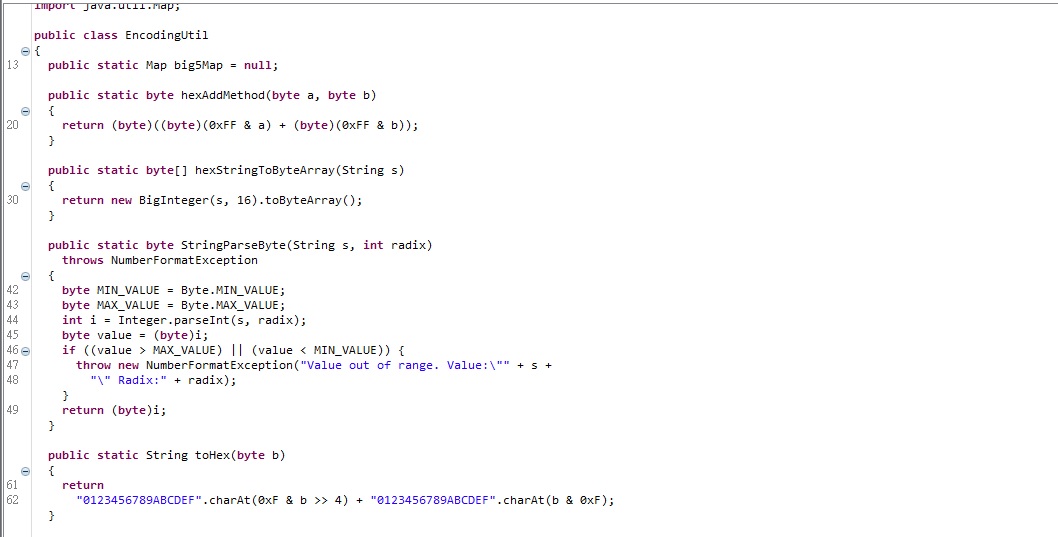 import java.util.Map;
public class EncodingUtil
{
13 public static Map big5Map = null;
public static byte hexAddMethod(byte a, byte b)
{
20 return (byte)((byte)(0xFF & a) + (byte)(0xFF & b));
}
public static byte[] hexStringToByteArray(String s)
{
30 return new BigInteger(s, 16).toByteArray();
}
public static byte StringParseByte(String s, int radix)
throws NumberFormatException
{
42 byte MIN_VALUE = Byte.MIN_VALUE;
43 byte MAX_VALUE = Byte.MAX_VALUE;
44 int i = Integer.parseInt(s, radix);
45 byte value = (byte)i;
46 if ((value > MAX_VALUE) || (value < MIN_VALUE)) {
47 throw new NumberFormatException("Value out of range. Value:\"" + s +
48 "\" Radix:" + radix);
}
49 return (byte)i;
}
public static String toHex(byte b)
{
61 return
62 "0123456789ABCDEF".charAt(0xF & b >> 4) + "0123456789ABCDEF".charAt(b & 0xF);
}